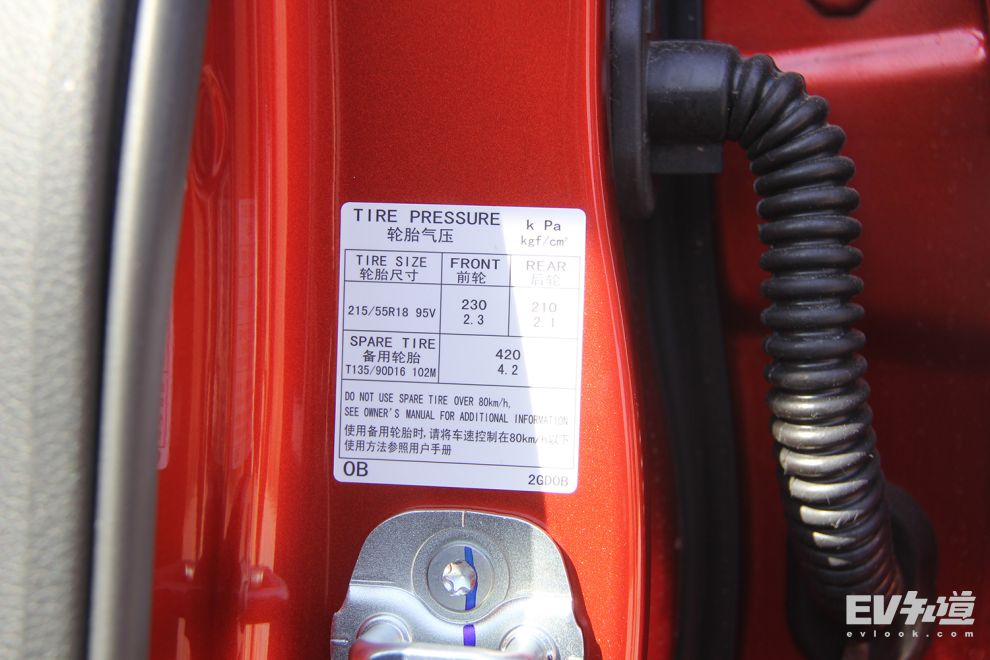 TIRE PRESSURE
轮胎气压
k Pa
kgf/cm²
TIRE SIZE
轮胎尺寸
FRONT
前轮
REAR
后轮
215/55R18 95V
230
2.3
210
2.1
SPARE TIRE
备用轮胎
T135/90D16 102M
420
4.2
DO NOT USE SPARE TIRE OVER 80km/h,
SEE OWNER'S MANUAL FOR ADDITIONAL INFORMATION
使用备用轮胎时,请将车速控制在80km/h以下
使用方法参照用户手册
0B
2GD0B
EV知道
evlook.com